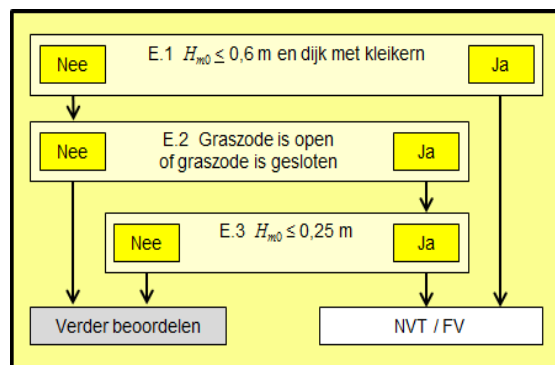 E.1 Hm0 ≤ 0,6 m en dijk met kleikern
Nee
Ja
E.2 Graszode is open
of graszode is gesloten
Nee
Ja
E.3 Hm0 ≤ 0,25 m
Nee
Ja
Verder beoordelen
NVT / FV